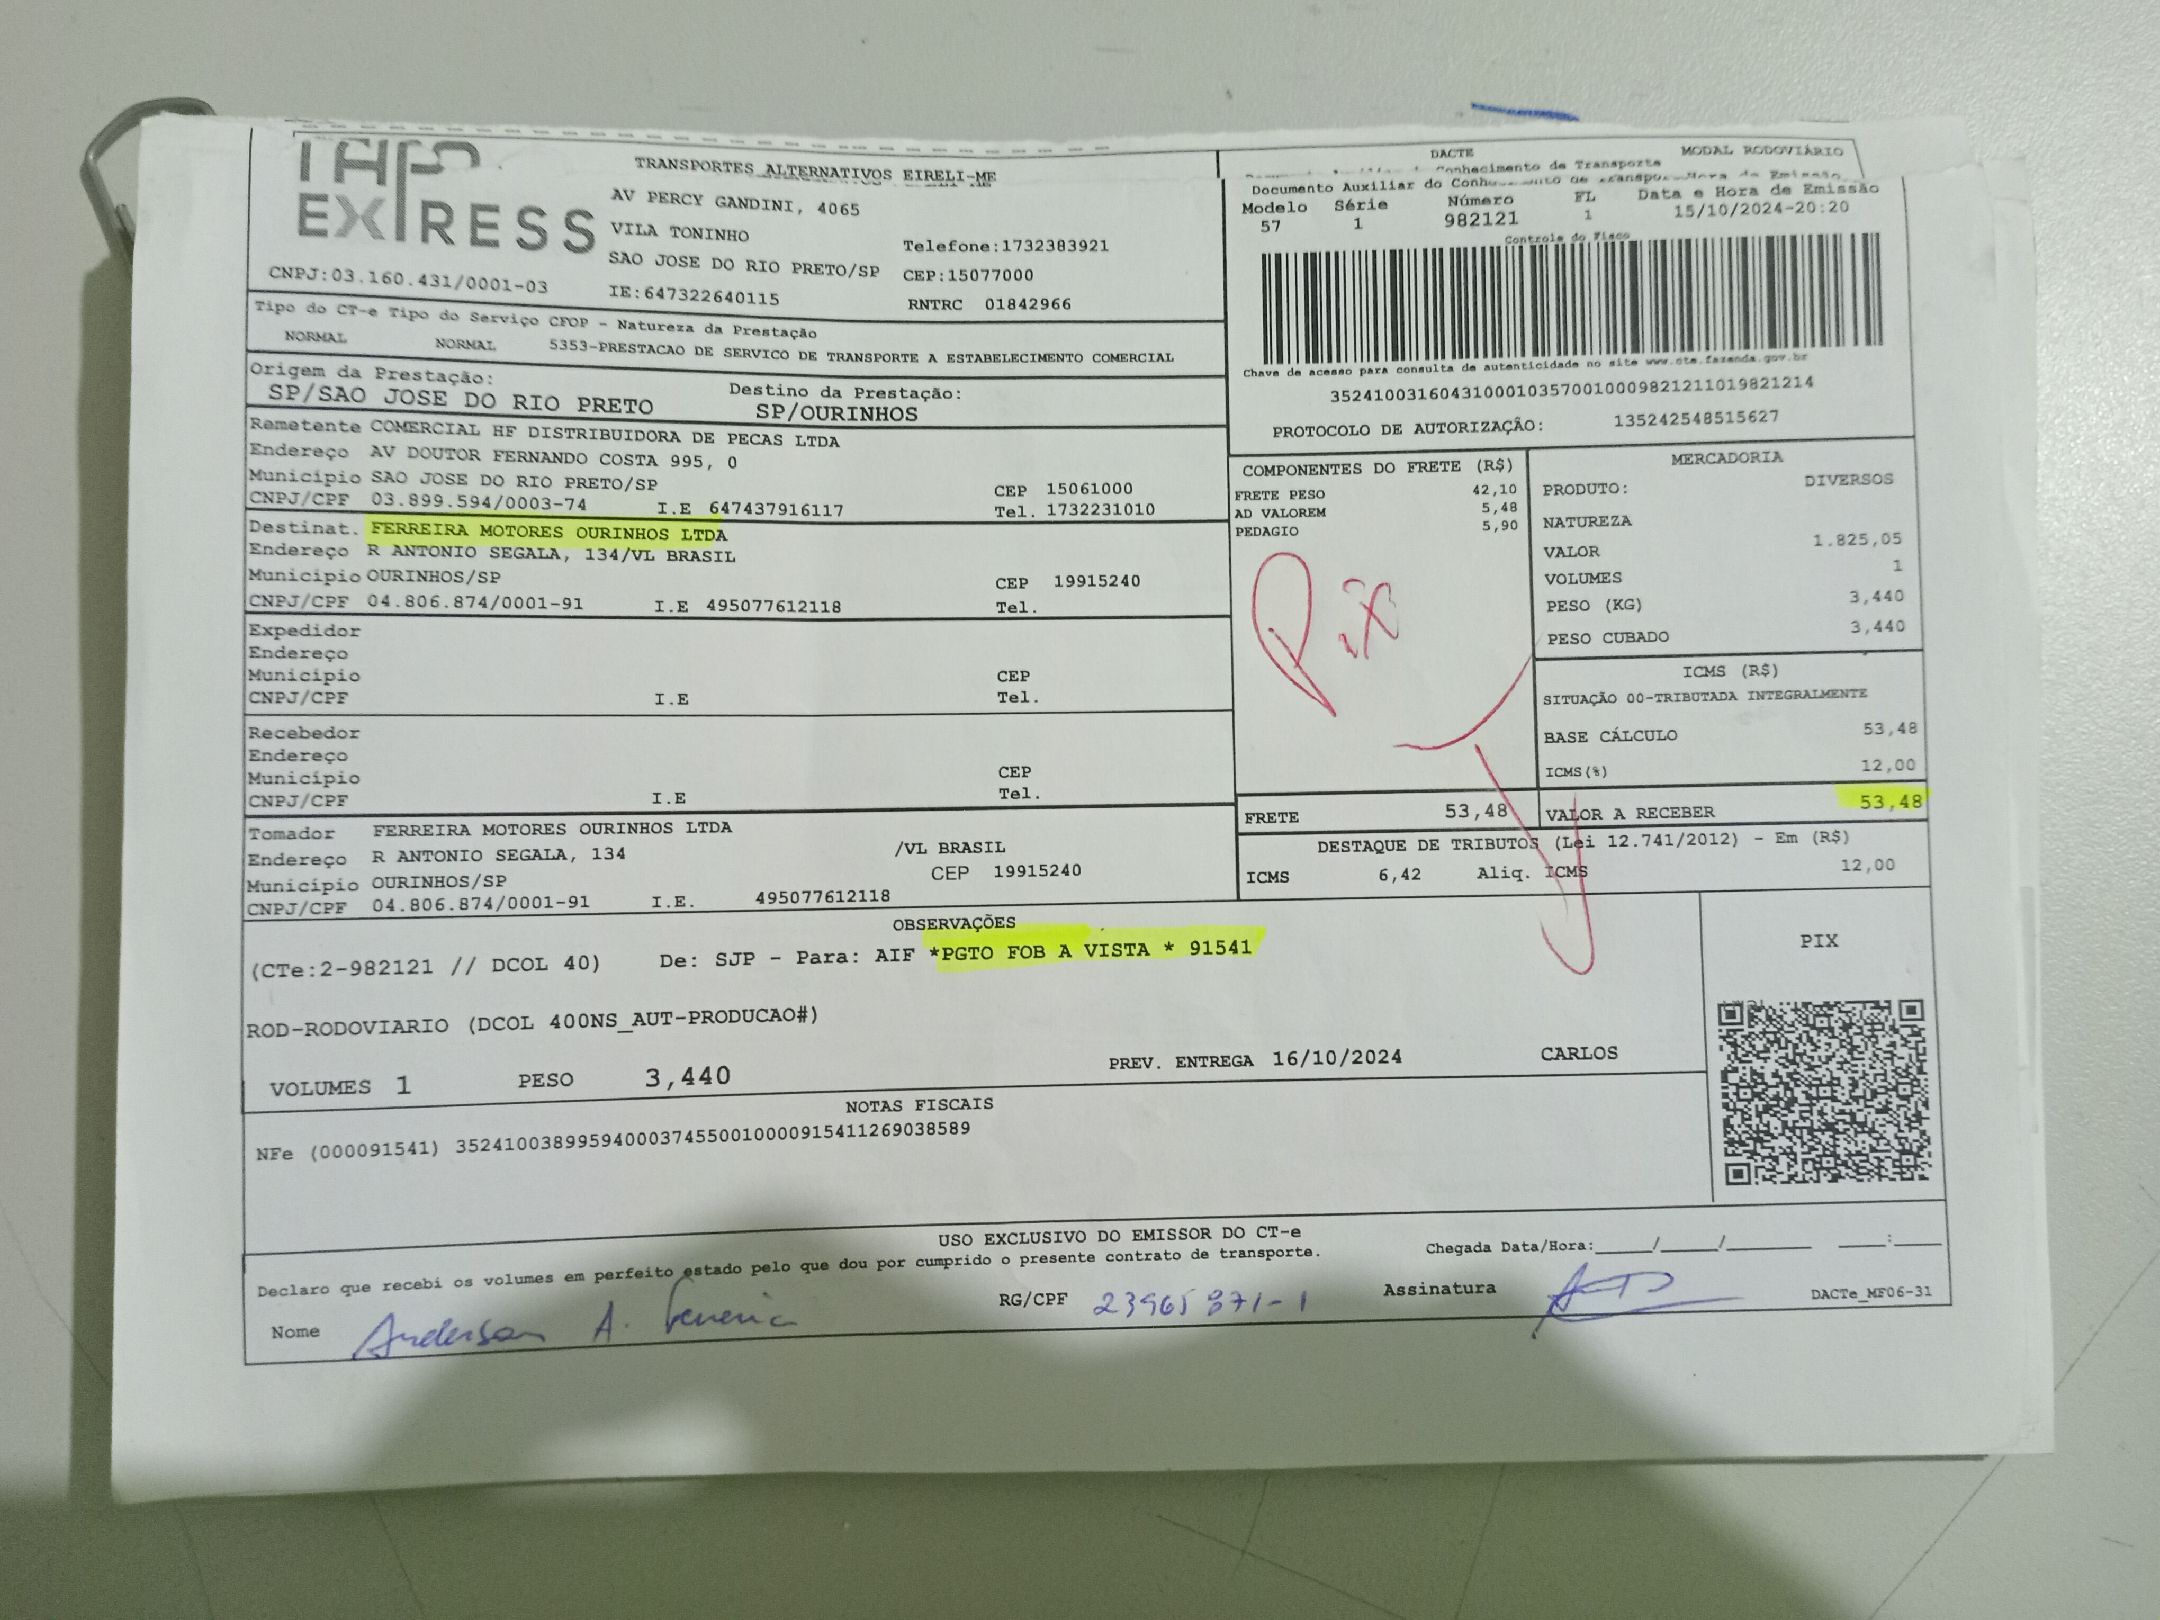 EXPRESS
CNPJ:03.160.431/0001-03
TRANSPORTES ALTERNATIVOS EIRELI-ME
AV PERCY GANDINI, 4065
VILA TONINHO
Telefone:1732383921
SAO JOSE DO RIO PRETO/SP CEP:15077000
IE:647322640115 RNTRC 01842966
DACTE MODAL RODOVIÁRIO
Documento Auxiliar do Conhecimento de Transporte
Modelo Série Número FL Data e Hora de Emissão
57 1 982121 1 15/10/2024-20:20
Controle do Fisco
Chave de acesso para consulta de autenticidade no site www.cte.fazenda.gov.br
35241003160431000103570010009821211019821214
PROTOCOLO DE AUTORIZAÇÃO: 135242548515627
Tipo do CT-e Tipo do Serviço CFOP - Natureza da Prestação
NORMAL NORMAL 5353-PRESTACAO DE SERVICO DE TRANSPORTE A ESTABELECIMENTO COMERCIAL
Origem da Prestação: Destino da Prestação:
SP/SAO JOSE DO RIO PRETO SP/OURINHOS
Remetente COMERCIAL HF DISTRIBUIDORA DE PECAS LTDA
Endereço AV DOUTOR FERNANDO COSTA 995, 0
Município SAO JOSE DO RIO PRETO/SP CEP 15061000
CNPJ/CPF 03.899.594/0003-74 I.E 647437916117 Tel. 1732231010
Destinat. FERREIRA MOTORES OURINHOS LTDA
Endereço R ANTONIO SEGALA, 134/VL BRASIL
Município OURINHOS/SP CEP 19915240
CNPJ/CPF 04.806.874/0001-91 I.E 495077612118 Tel.
Expedidor
Endereço
Município CEP
CNPJ/CPF I.E Tel.
Recebedor
Endereço
Município CEP
CNPJ/CPF I.E Tel.
Tomador FERREIRA MOTORES OURINHOS LTDA
Endereço R ANTONIO SEGALA, 134 /VL BRASIL
Município OURINHOS/SP CEP 19915240
CNPJ/CPF 04.806.874/0001-91 I.E. 495077612118
COMPONENTES DO FRETE (R$)
FRETE PESO 42,10
AD VALOREM 5,48
PEDAGIO 5,90
Pix
FRETE 53,48
MERCADORIA
PRODUTO: DIVERSOS
NATUREZA
VALOR 1.825,05
VOLUMES 1
PESO (KG) 3,440
PESO CUBADO 3,440
ICMS (R$)
SITUAÇÃO 00-TRIBUTADA INTEGRALMENTE
BASE CÁLCULO 53,48
ICMS(%) 12,00
VALOR A RECEBER 53,48
DESTAQUE DE TRIBUTOS (Lei 12.741/2012) - Em (R$)
ICMS 6,42 Aliq. ICMS 12,00
OBSERVAÇÕES
(CTe:2-982121 // DCOL 40) De: SJP - Para: AIF *PGTO FOB A VISTA * 91541
ROD-RODOVIARIO (DCOL 400NS_AUT-PRODUCAO#)
VOLUMES 1 PESO 3,440 PREV. ENTREGA 16/10/2024 CARLOS
PIX
NOTAS FISCAIS
NFe (000091541) 35241003899594000374550010000915411269038589
USO EXCLUSIVO DO EMISSOR DO CT-e
Declaro que recebi os volumes em perfeito estado pelo que dou por cumprido o presente contrato de transporte.
Chegada Data/Hora:____/____/______ ____:____
Nome Anderson A. Ferreira RG/CPF 23965871-1 Assinatura
DACTe_MF06-31